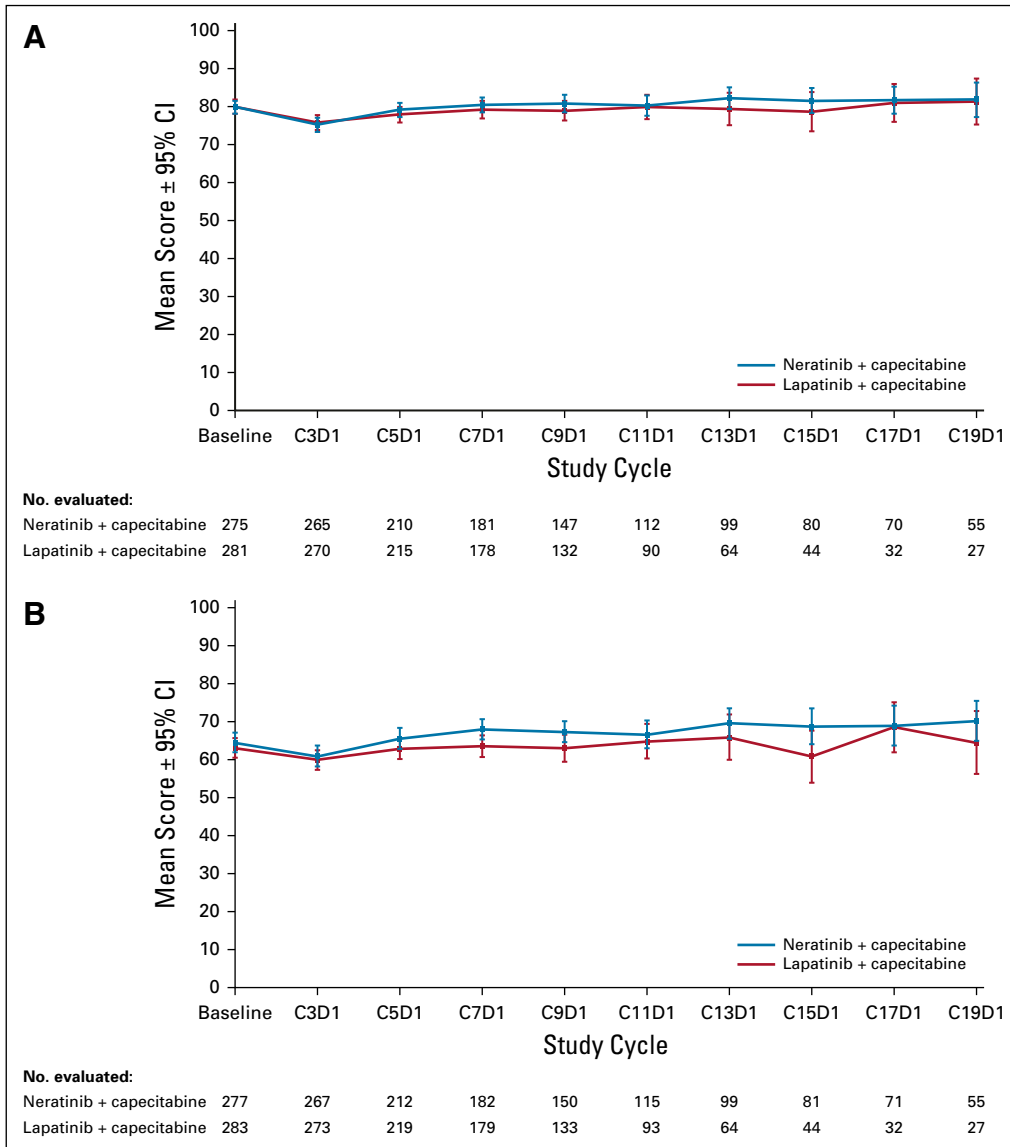 A
Mean Score ± 95% CI
100
90
80
70
60
50
40
30
20
10
0
Neratinib + capecitabine
Lapatinib + capecitabine
Baseline C3D1 C5D1 C7D1 C9D1 C11D1 C13D1 C15D1 C17D1 C19D1
Study Cycle
No. evaluated:
Neratinib + capecitabine 275 265 210 181 147 112 99 80 70 55
Lapatinib + capecitabine 281 270 215 178 132 90 64 44 32 27
B
Mean Score ± 95% CI
100
90
80
70
60
50
40
30
20
10
0
Neratinib + capecitabine
Lapatinib + capecitabine
Baseline C3D1 C5D1 C7D1 C9D1 C11D1 C13D1 C15D1 C17D1 C19D1
Study Cycle
No. evaluated:
Neratinib + capecitabine 277 267 212 182 150 115 99 81 71 55
Lapatinib + capecitabine 283 273 219 179 133 93 64 44 32 27